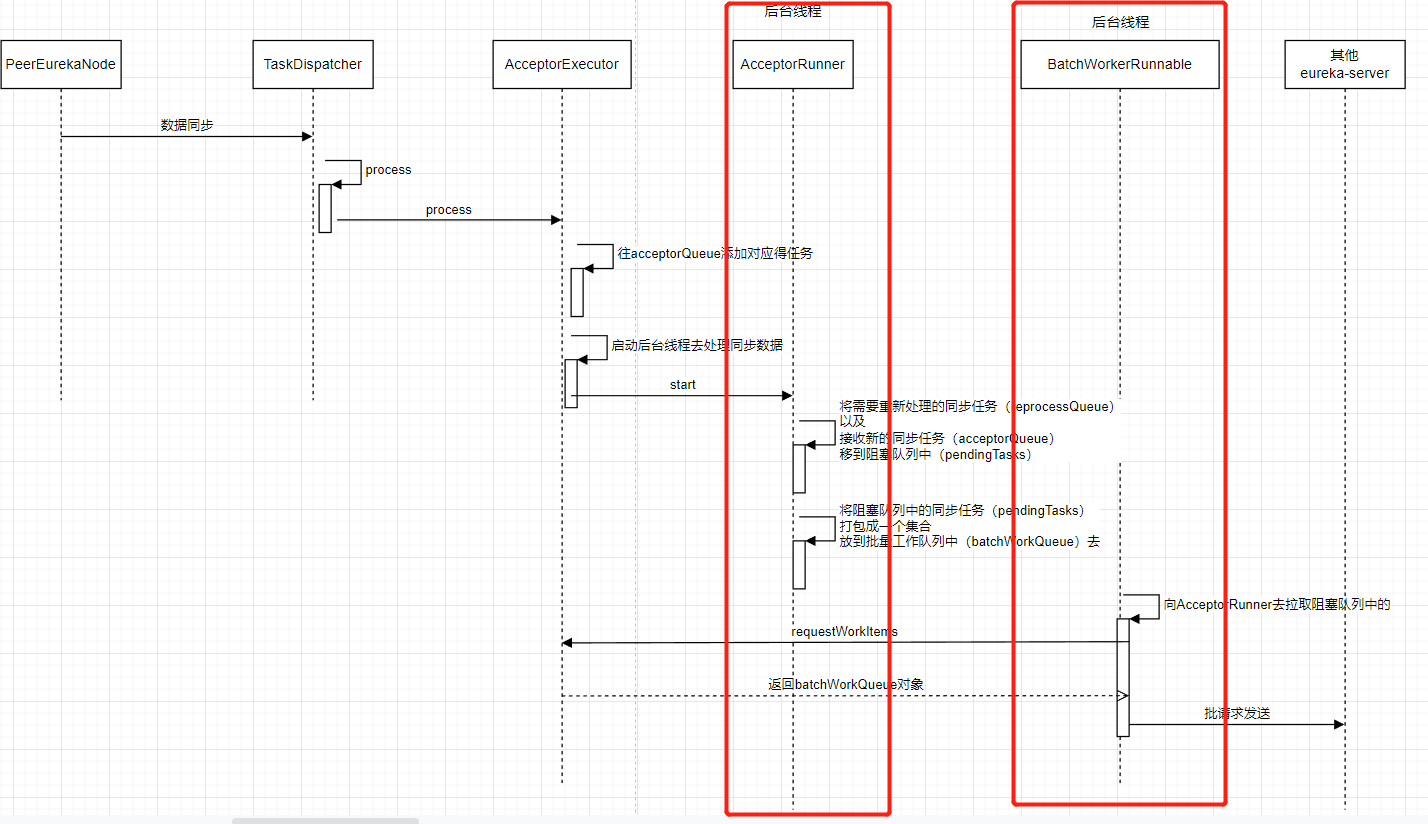 后台线程
后台线程
PeerEurekaNode
TaskDispatcher
AcceptorExecutor
AcceptorRunner
BatchWorkerRunnable
其他
eureka-server
数据同步
process
process
往acceptorQueue添加对应得任务
启动后台线程去处理同步数据
start
将需要重新处理的同步任务（reprocessQueue）
以及
接收新的同步任务（acceptorQueue）
移到阻塞队列中（pendingTasks）
将阻塞队列中的同步任务（pendingTasks）
打包成一个集合
放到批量工作队列中（batchWorkQueue）去
向AcceptorRunner去拉取阻塞队列中的
requestWorkItems
返回batchWorkQueue对象
批请求发送